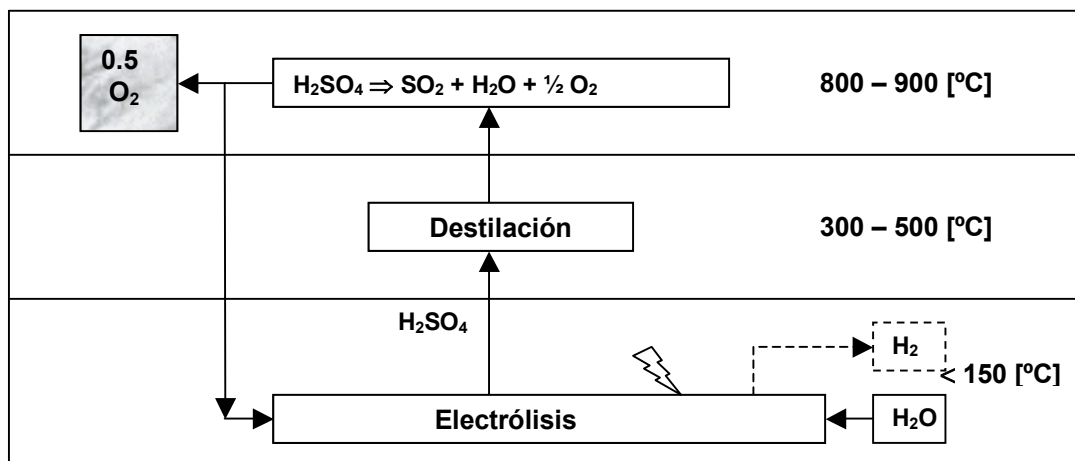 0.5
O₂
H₂SO₄ ⇒ SO₂ + H₂O + ½ O₂
800 – 900 [ºC]
Destilación
300 – 500 [ºC]
H₂SO₄
H₂
< 150 [ºC]
Electrólisis
H₂O